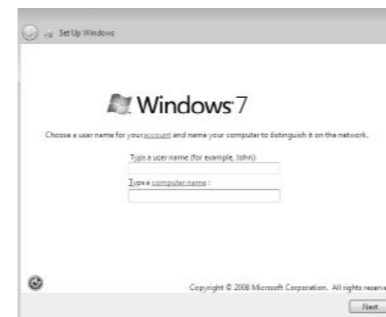 Set Up Windows
Windows 7
Choose a user name for your account and name your computer to distinguish it on the network.
Type a user name (for example, John):
Type a computer name :
Copyright © 2008 Microsoft Corporation. All rights reserve
Next